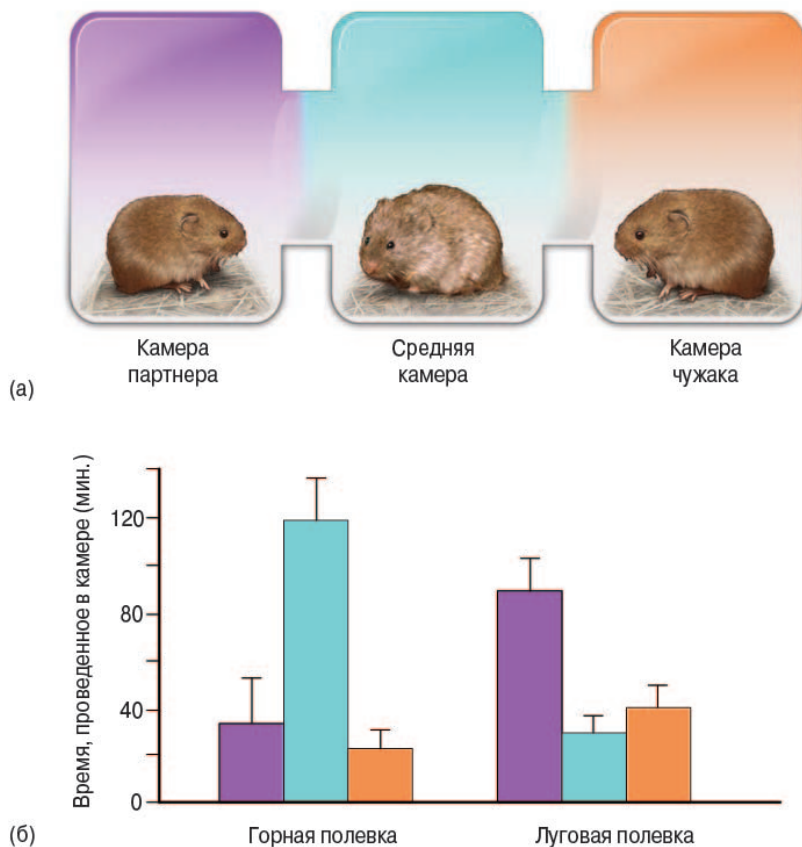 Камера
партнера
Средняя
камера
Камера
чужака
(а)
Время, проведенное в камере (мин.)
120
80
40
0
Горная полевка
Луговая полевка
(б)